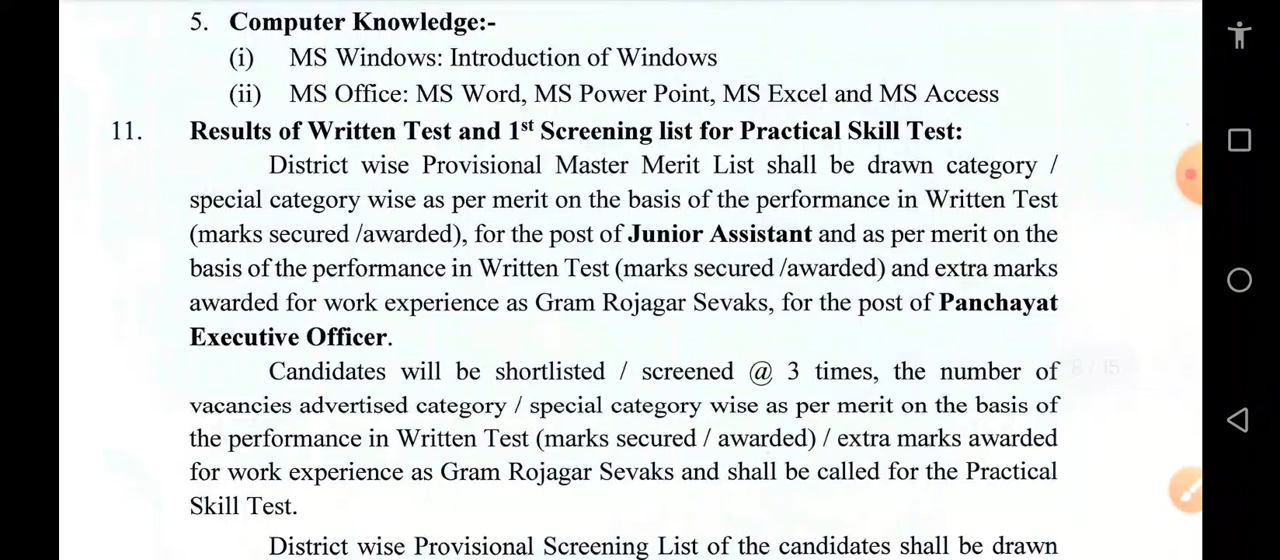 5. Computer Knowledge:-
(i) MS Windows: Introduction of Windows
(ii) MS Office: MS Word, MS Power Point, MS Excel and MS Access
11. Results of Written Test and 1st Screening list for Practical Skill Test:
District wise Provisional Master Merit List shall be drawn category /
special category wise as per merit on the basis of the performance in Written Test
(marks secured /awarded), for the post of Junior Assistant and as per merit on the
basis of the performance in Written Test (marks secured /awarded) and extra marks
awarded for work experience as Gram Rojagar Sevaks, for the post of Panchayat
Executive Officer.
Candidates will be shortlisted / screened @ 3 times, the number of
8 / 15
vacancies advertised category / special category wise as per merit on the basis of
the performance in Written Test (marks secured / awarded) / extra marks awarded
for work experience as Gram Rojagar Sevaks and shall be called for the Practical
Skill Test.
District wise Provisional Screening List of the candidates shall be drawn